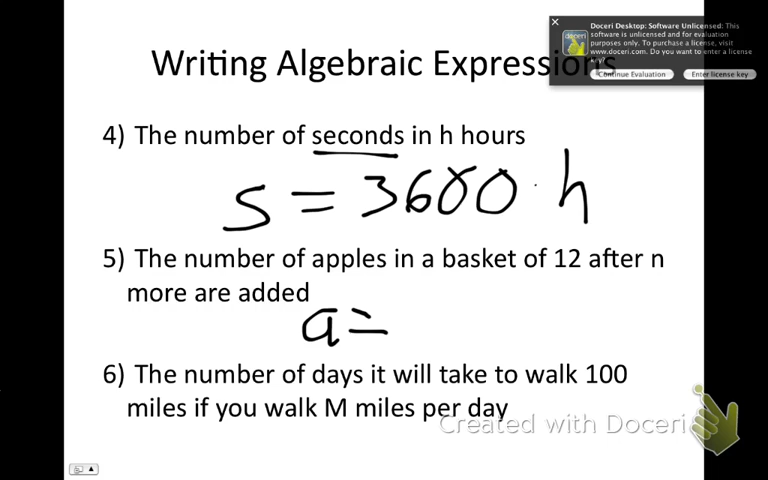 Writing Algebraic Expressions
Doceri Desktop: Software Unlicensed: This
software is unlicensed and for evaluation
purposes only. To purchase a license, visit
www.doceri.com. Do you want to enter a license
key?
Continue Evaluation
Enter license key
doceri
4) The number of seconds in h hours
s = 3600 · h
5) The number of apples in a basket of 12 after n
more are added
a =
6) The number of days it will take to walk 100
miles if you walk M miles per day
Created with Doceri